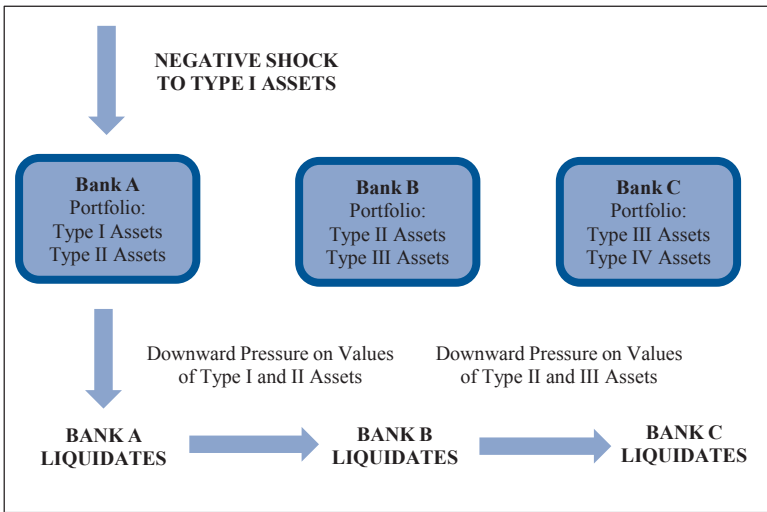 NEGATIVE SHOCK
TO TYPE I ASSETS
Bank A
Portfolio:
Type I Assets
Type II Assets
Bank B
Portfolio:
Type II Assets
Type III Assets
Bank C
Portfolio:
Type III Assets
Type IV Assets
Downward Pressure on Values
of Type I and II Assets
Downward Pressure on Values
of Type II and III Assets
BANK A
LIQUIDATES
BANK B
LIQUIDATES
BANK C
LIQUIDATES